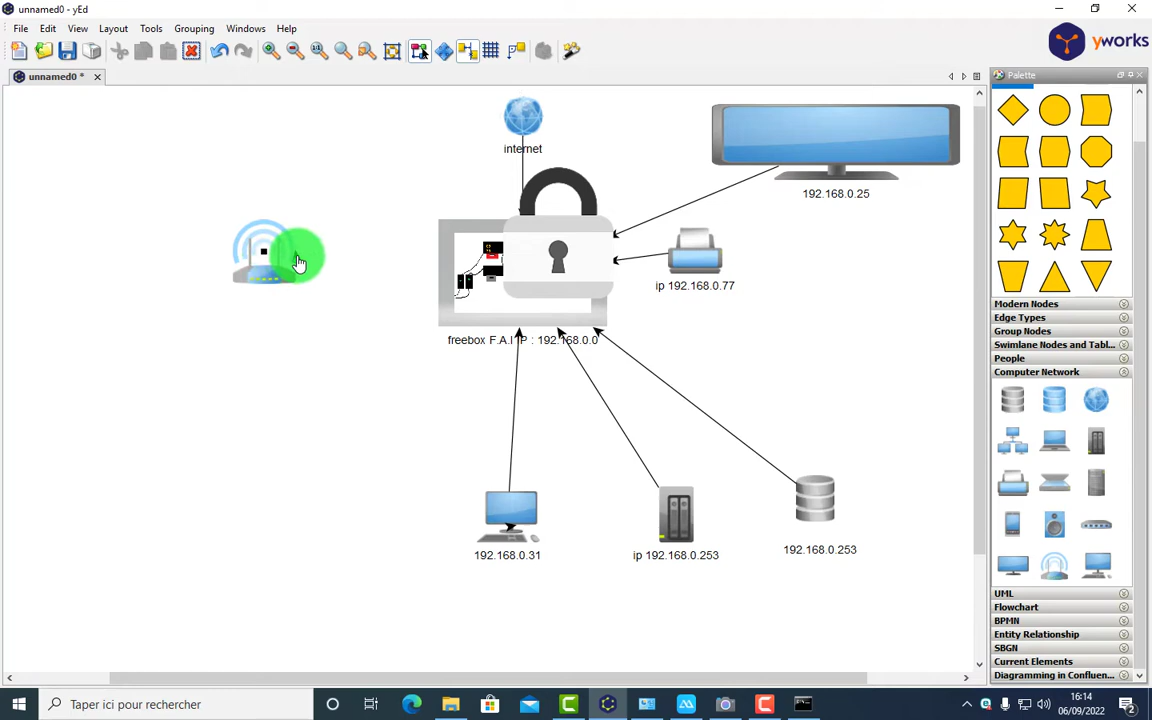 unnamed0 - yEd
File Edit View Layout Tools Grouping Windows Help
yworks
unnamed0 *
Palette
internet
192.168.0.25
ip 192.168.0.77
freebox F.A.I IP : 192.168.0.0
192.168.0.31
ip 192.168.0.253
192.168.0.253
Modern Nodes
Edge Types
Group Nodes
Swimlane Nodes and Tabl...
People
Computer Network
UML
Flowchart
BPMN
Entity Relationship
SBGN
Current Elements
Diagramming in Confluen...
Taper ici pour rechercher
16:14
06/09/2022
2